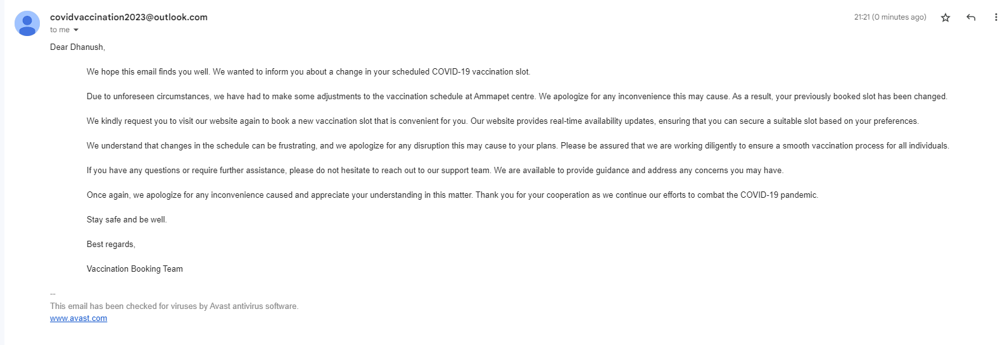 covidvaccination2023@outlook.com
21:21 (0 minutes ago)
to me
Dear Dhanush,
We hope this email finds you well. We wanted to inform you about a change in your scheduled COVID-19 vaccination slot.
Due to unforeseen circumstances, we have had to make some adjustments to the vaccination schedule at Ammapet centre. We apologize for any inconvenience this may cause. As a result, your previously booked slot has been changed.
We kindly request you to visit our website again to book a new vaccination slot that is convenient for you. Our website provides real-time availability updates, ensuring that you can secure a suitable slot based on your preferences.
We understand that changes in the schedule can be frustrating, and we apologize for any disruption this may cause to your plans. Please be assured that we are working diligently to ensure a smooth vaccination process for all individuals.
If you have any questions or require further assistance, please do not hesitate to reach out to our support team. We are available to provide guidance and address any concerns you may have.
Once again, we apologize for any inconvenience caused and appreciate your understanding in this matter. Thank you for your cooperation as we continue our efforts to combat the COVID-19 pandemic.
Stay safe and be well.
Best regards,
Vaccination Booking Team
--
This email has been checked for viruses by Avast antivirus software.
www.avast.com